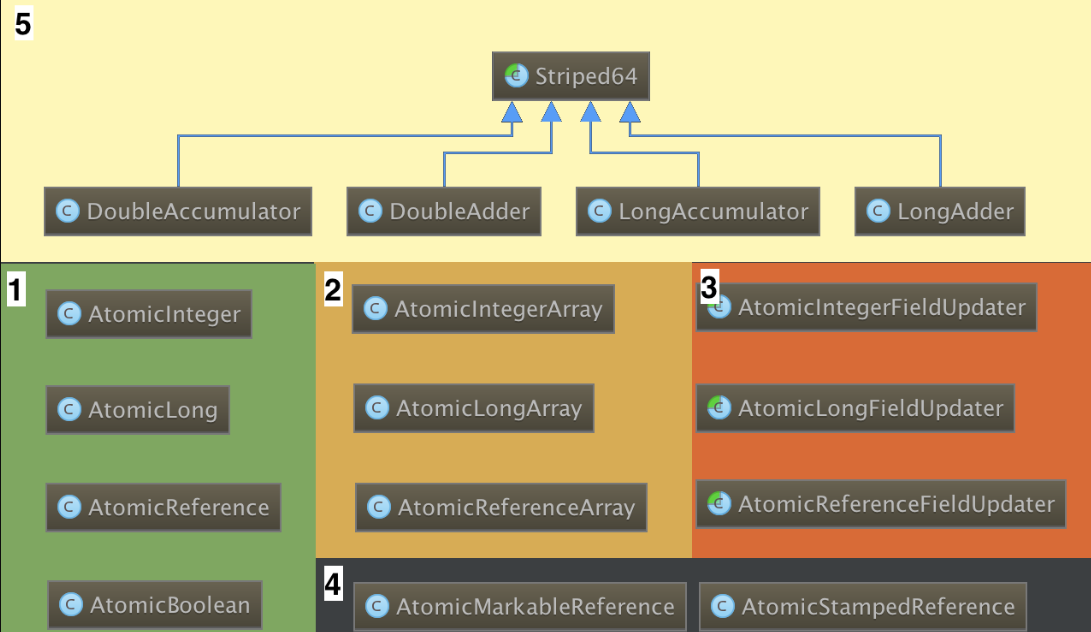 5
Striped64
DoubleAccumulator DoubleAdder LongAccumulator LongAdder
1
AtomicInteger
AtomicLong
AtomicReference
AtomicBoolean
2
AtomicIntegerArray
AtomicLongArray
AtomicReferenceArray
3
AtomicIntegerFieldUpdater
AtomicLongFieldUpdater
AtomicReferenceFieldUpdater
4
AtomicMarkableReference AtomicStampedReference